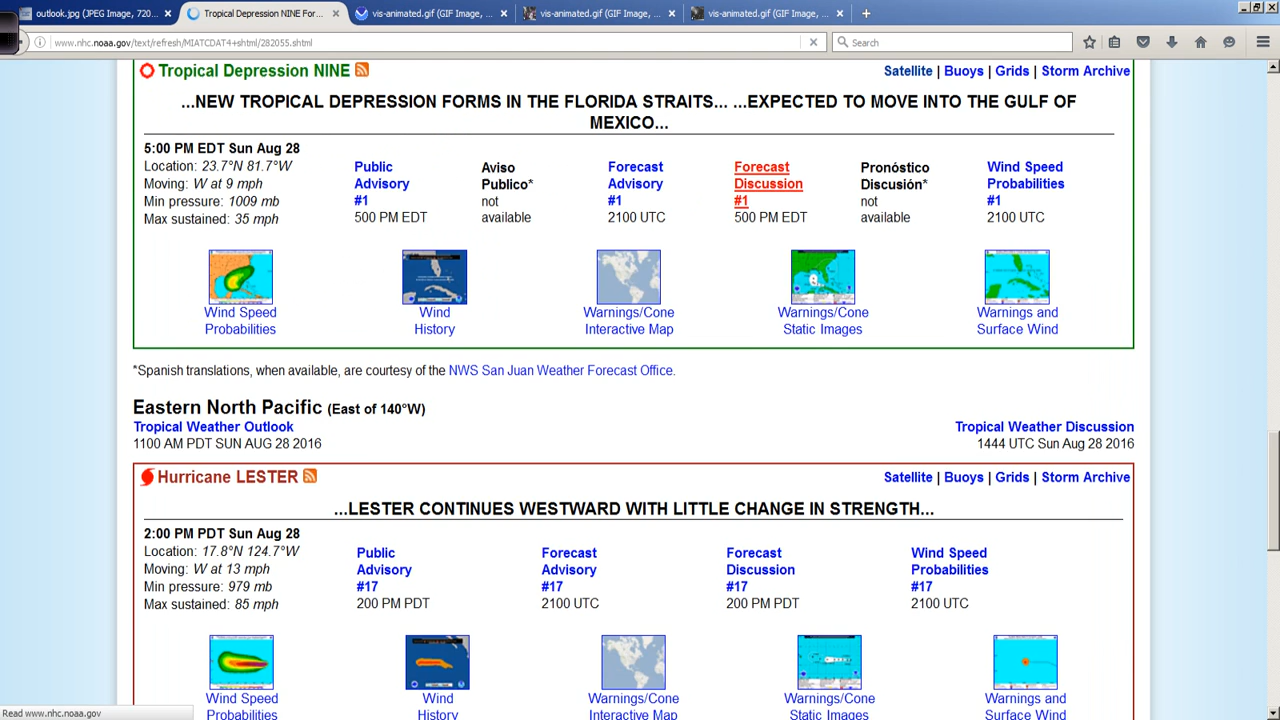 outlook.jpg (JPEG Image, 720...
Tropical Depression NINE For...
vis-animated.gif (GIF Image, ...
vis-animated.gif (GIF Image, ...
vis-animated.gif (GIF Image, ...
www.nhc.noaa.gov/text/refresh/MIATCDAT4+shtml/282055.shtml
Search
Tropical Depression NINE
Satellite | Buoys | Grids | Storm Archive
...NEW TROPICAL DEPRESSION FORMS IN THE FLORIDA STRAITS... ...EXPECTED TO MOVE INTO THE GULF OF
MEXICO...
5:00 PM EDT Sun Aug 28
Location: 23.7°N 81.7°W
Moving: W at 9 mph
Min pressure: 1009 mb
Max sustained: 35 mph
Public
Advisory
#1
500 PM EDT
Aviso
Publico*
not
available
Forecast
Advisory
#1
2100 UTC
Forecast
Discussion
#1
500 PM EDT
Pronóstico
Discusión*
not
available
Wind Speed
Probabilities
#1
2100 UTC
Wind Speed
Probabilities
Wind
History
Warnings/Cone
Interactive Map
Warnings/Cone
Static Images
Warnings and
Surface Wind
*Spanish translations, when available, are courtesy of the NWS San Juan Weather Forecast Office.
Eastern North Pacific (East of 140°W)
Tropical Weather Outlook
1100 AM PDT SUN AUG 28 2016
Tropical Weather Discussion
1444 UTC Sun Aug 28 2016
Hurricane LESTER
Satellite | Buoys | Grids | Storm Archive
...LESTER CONTINUES WESTWARD WITH LITTLE CHANGE IN STRENGTH...
2:00 PM PDT Sun Aug 28
Location: 17.8°N 124.7°W
Moving: W at 13 mph
Min pressure: 979 mb
Max sustained: 85 mph
Public
Advisory
#17
200 PM PDT
Forecast
Advisory
#17
2100 UTC
Forecast
Discussion
#17
200 PM PDT
Wind Speed
Probabilities
#17
2100 UTC
Wind Speed
Probabilities
Wind
History
Warnings/Cone
Interactive Map
Warnings/Cone
Static Images
Warnings and
Surface Wind
Read www.nhc.noaa.gov